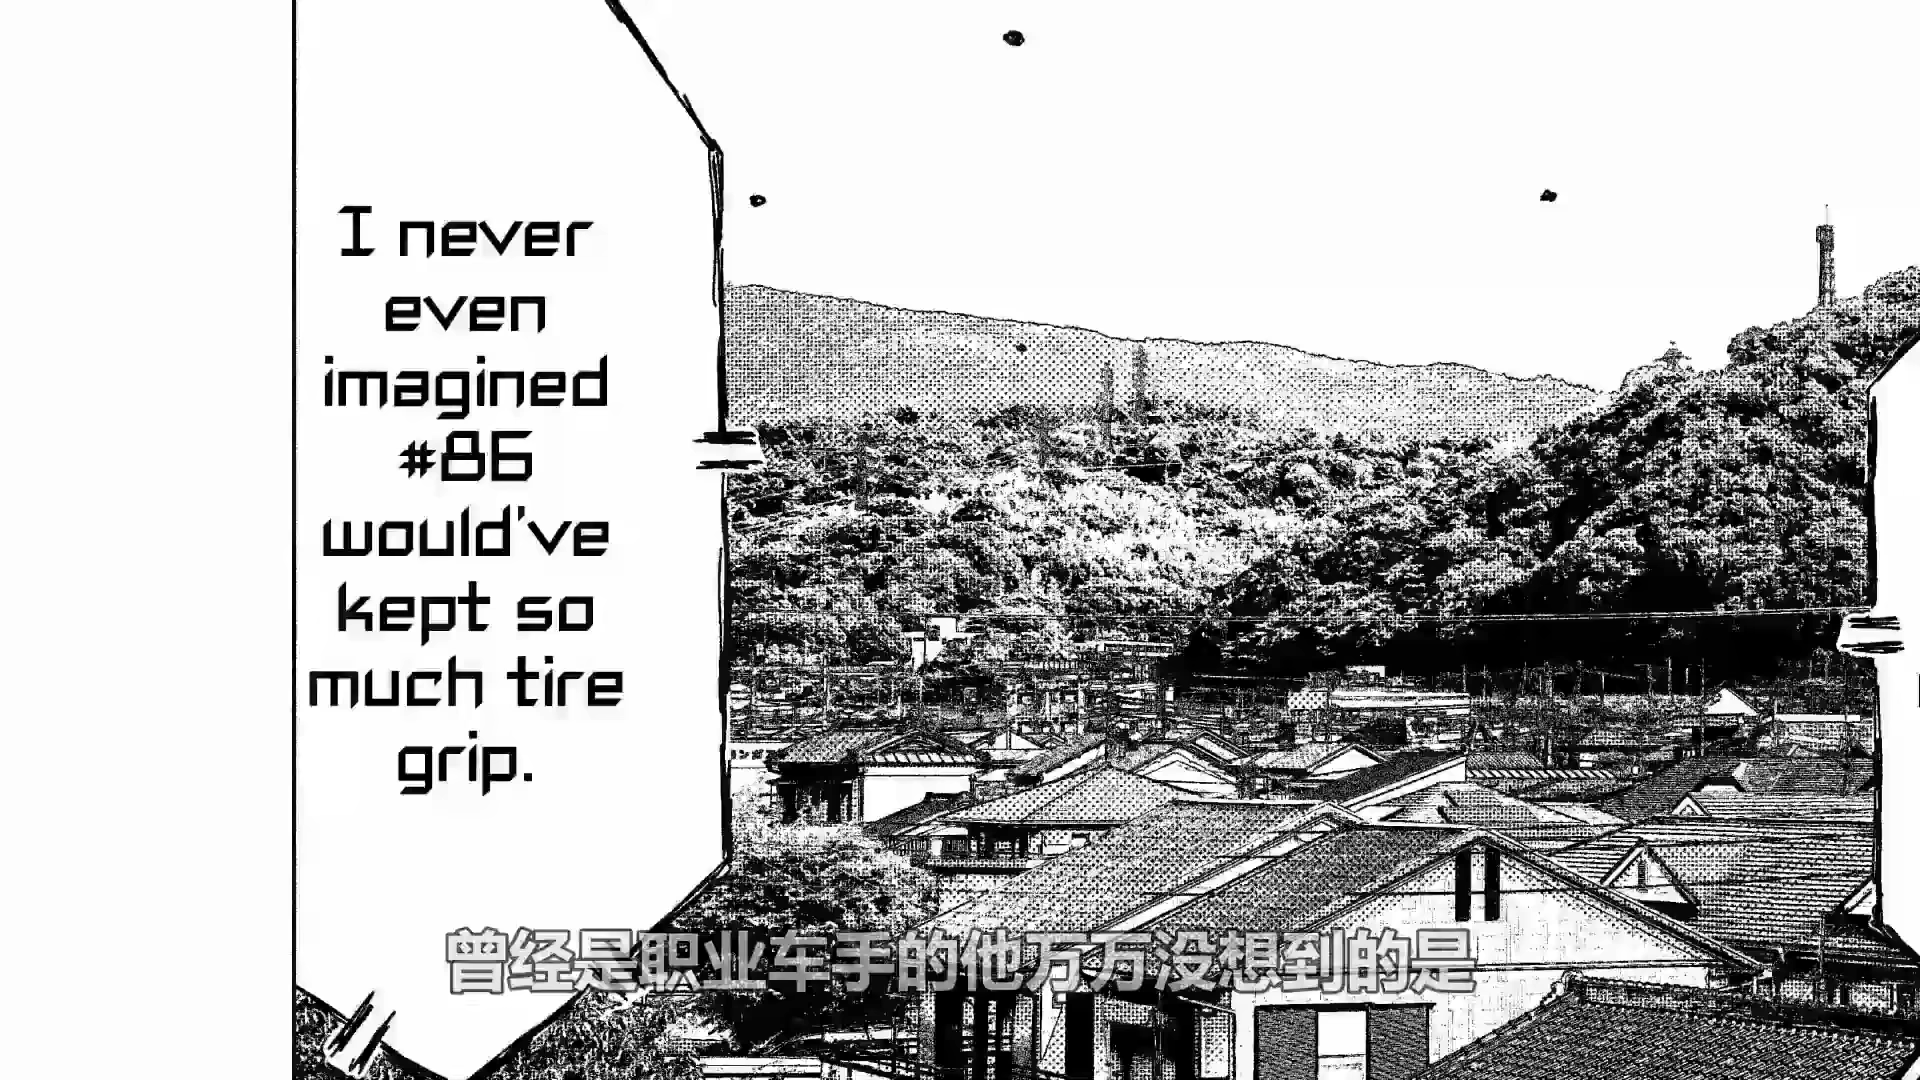 I never
even
imagined
#86
would've
kept so
much tire
grip.
曾经是职业车手的他万万没想到的是